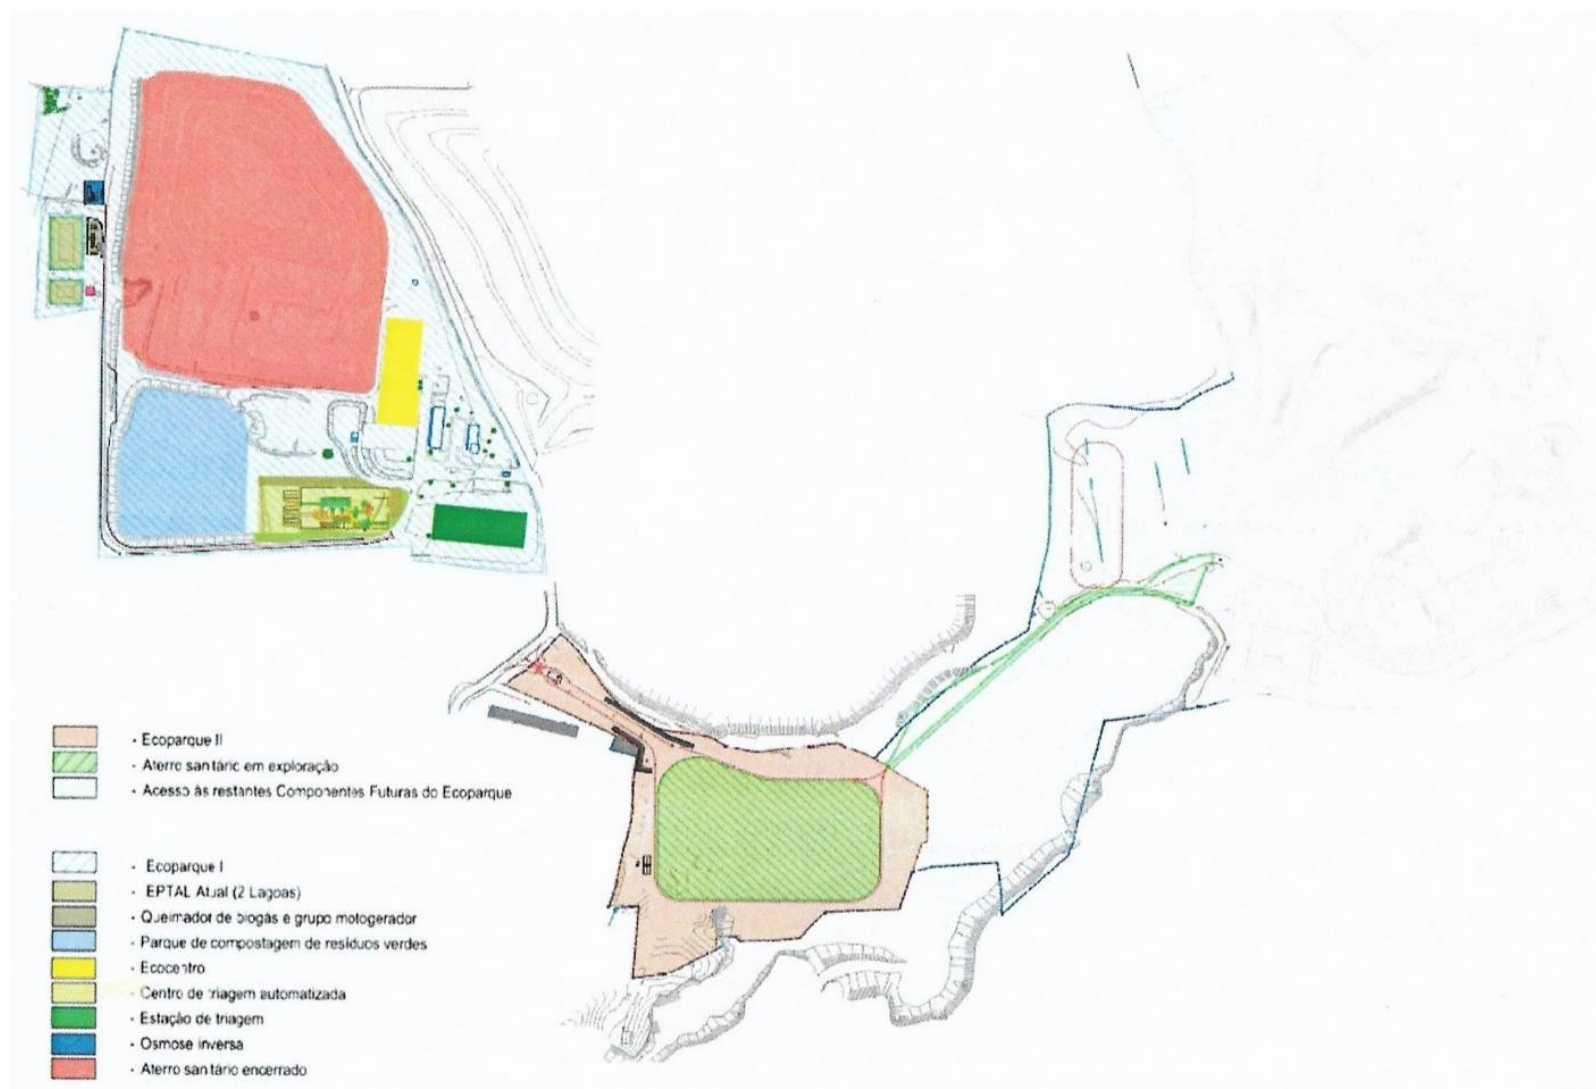 - Ecoparque II
- Aterro sanitário em exploração
- Acesso às restantes Componentes Futuras do Ecoparque
- Ecoparque I
- EPTAL Atual (2 Lagoas)
- Queimador de biogás e grupo motogerador
- Parque de compostagem de resíduos verdes
- Ecocentro
- Centro de triagem automatizada
- Estação de triagem
- Osmose inversa
- Aterro sanitário encerrado